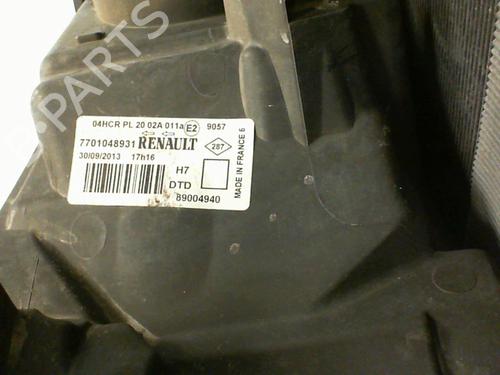 04HCR PL 20 02A 011a E2 9057
7701048931 RENAULT 287
30/09/2013 17h16
H7
DTD
89004940
MADE IN FRANCE 6
B-PARTS